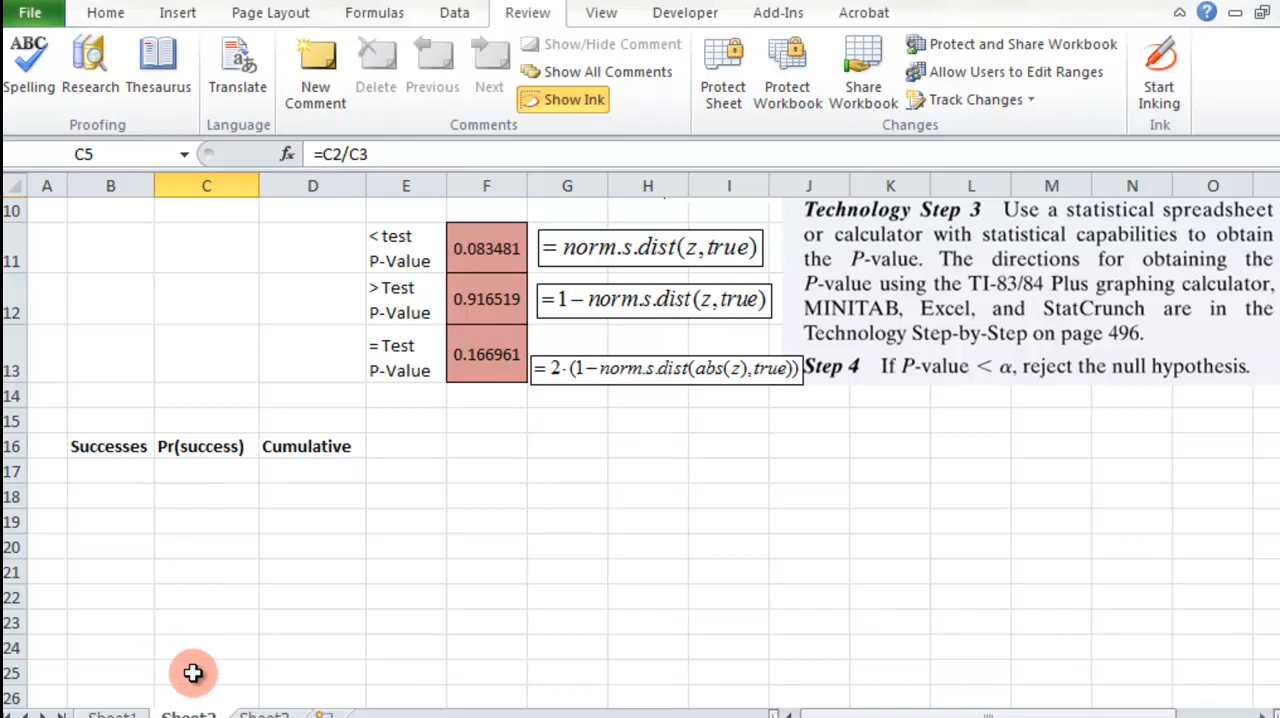 File Home Insert Page Layout Formulas Data Review View Developer Add-Ins Acrobat
ABC
Spelling Research Thesaurus
Proofing
Translate
Language
New Comment
Delete Previous Next
Show/Hide Comment
Show All Comments
Show Ink
Comments
Protect Sheet
Protect Workbook
Share Workbook
Protect and Share Workbook
Allow Users to Edit Ranges
Track Changes
Changes
Start Inking
Ink
C5 fx =C2/C3
A B C D E F G H I J K L M N O
10
11
12
13
14
15
16
17
18
19
20
21
22
23
24
25
26
< test
P-Value 0.083481 = norm.s.dist(z,true)
> Test
P-Value 0.916519 =1−norm.s.dist(z,true)
= Test
P-Value 0.166961 = 2·(1−norm.s.dist(abs(z),true))
Technology Step 3 Use a statistical spreadsheet
or calculator with statistical capabilities to obtain
the P-value. The directions for obtaining the
P-value using the TI-83/84 Plus graphing calculator,
MINITAB, Excel, and StatCrunch are in the
Technology Step-by-Step on page 496.
Step 4 If P-value < α, reject the null hypothesis.
Successes Pr(success) Cumulative
Sheet1 Sheet2 Sheet3